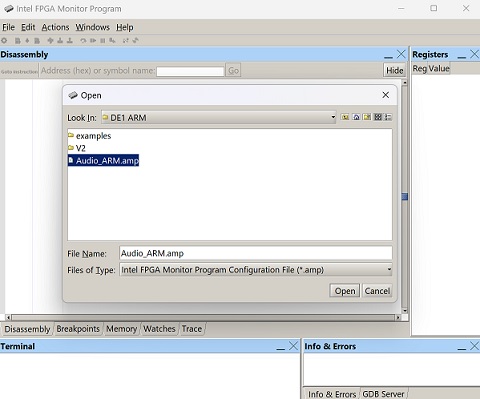 Intel FPGA Monitor Program
File Edit Actions Windows Help
Disassembly
Registers
Goto instruction Address (hex) or symbol name: Go Hide
Reg Value
Open
Look In: DE1 ARM
examples
V2
Audio_ARM.amp
File Name: Audio_ARM.amp
Files of Type: Intel FPGA Monitor Program Configuration File (*.amp)
Open Cancel
Disassembly Breakpoints Memory Watches Trace
Terminal
Info & Errors
Info & Errors GDB Server